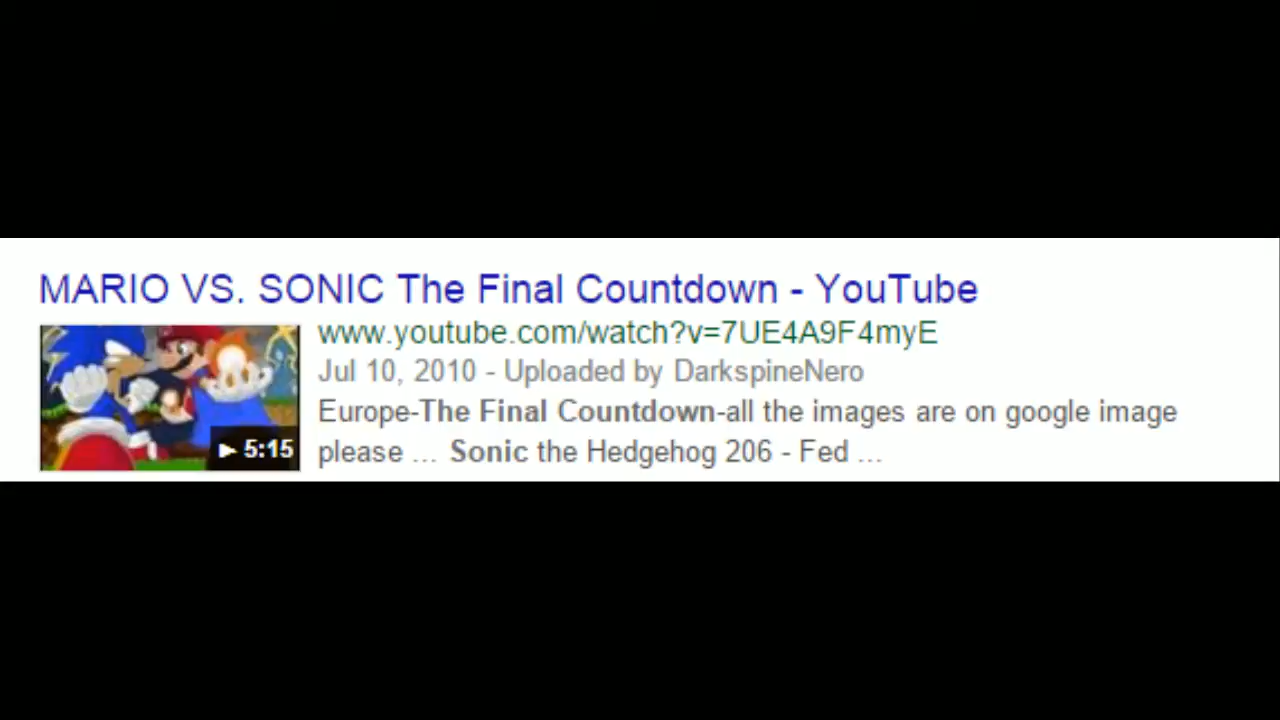 MARIO VS. SONIC The Final Countdown - YouTube
www.youtube.com/watch?v=7UE4A9F4myE
Jul 10, 2010 - Uploaded by DarkspineNero
Europe-The Final Countdown-all the images are on google image
please ... Sonic the Hedgehog 206 - Fed ...
5:15